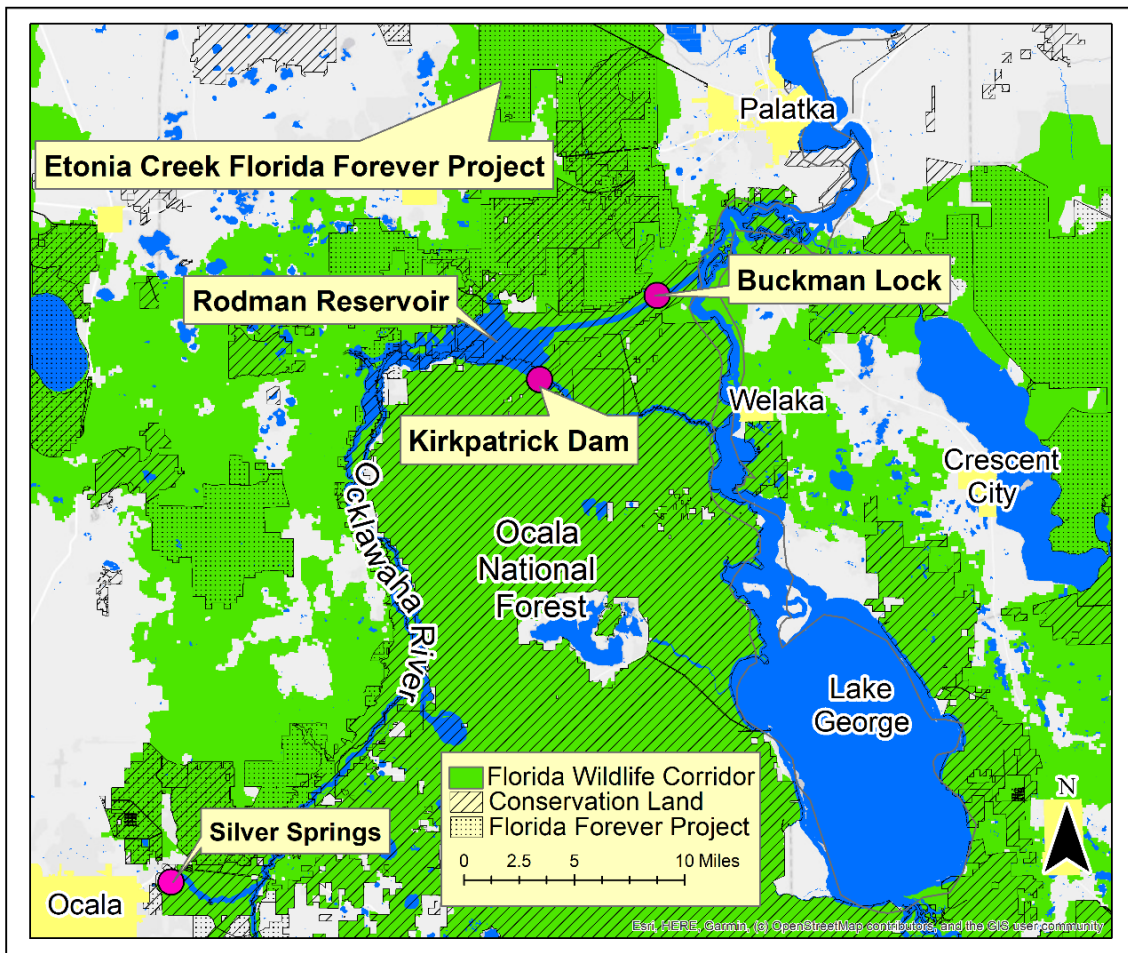 Palatka
Etonia Creek Florida Forever Project
Buckman Lock
Rodman Reservoir
Welaka
Kirkpatrick Dam
Crescent
City
Ocklawaha River
Ocala
National
Forest
Lake
George
Florida Wildlife Corridor
Conservation Land
Florida Forever Project
0 2.5 5 10 Miles
N
Silver Springs
Ocala
Esri, HERE, Garmin, (c) OpenStreetMap contributors, and the GIS user community